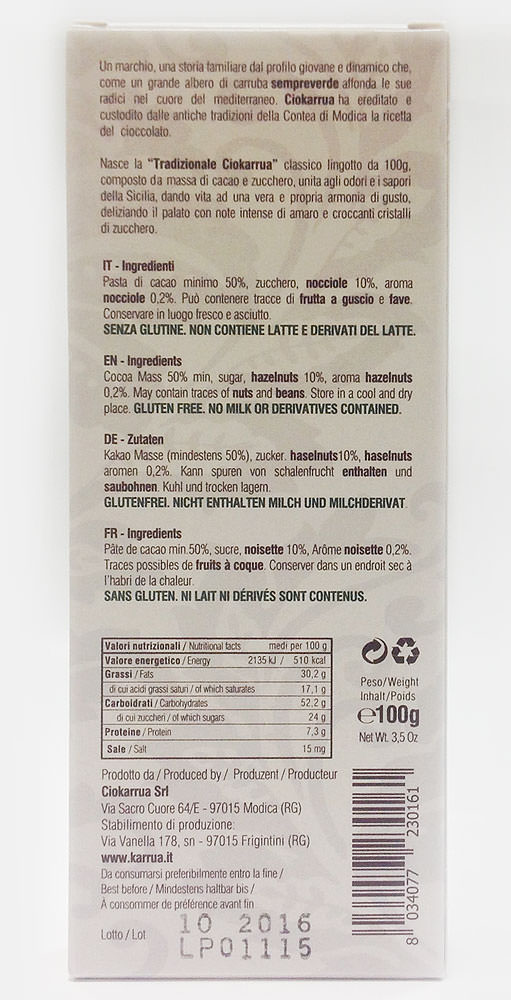 Un marchio, una storia familiare dal profilo giovane e dinamico che,
come un grande albero di carruba sempreverde affonda le sue
radici nel cuore del mediterraneo. Ciokarrua ha ereditato e
custodito dalle antiche tradizioni della Contea di Modica la ricetta
del cioccolato.
Nasce la "Tradizionale Ciokarrua" classico lingotto da 100g,
composto da massa di cacao e zucchero, unita agli odori e i sapori
della Sicilia, dando vita ad una vera e propria armonia di gusto,
deliziando il palato con note intense di amaro e croccanti cristalli
di zucchero.
IT - Ingredienti
Pasta di cacao minimo 50%, zucchero, nocciole 10%, aroma
nocciole 0,2%. Può contenere tracce di frutta a guscio e fave.
Conservare in luogo fresco e asciutto.
SENZA GLUTINE. NON CONTIENE LATTE E DERIVATI DEL LATTE.
EN - Ingredients
Cocoa Mass 50% min, sugar, hazelnuts 10%, aroma hazelnuts
0,2%. May contain traces of nuts and beans. Store in a cool and dry
place. GLUTEN FREE. NO MILK OR DERIVATIVES CONTAINED.
DE - Zutaten
Kakao Masse (mindestens 50%), zucker. haselnuts10%, haselnuts
aromen 0,2%. Kann spuren von schalenfrucht enthalten und
saubohnen. Kuhl und trocken lagern.
GLUTENFREI. NICHT ENTHALTEN MILCH UND MILCHDERIVAT.
FR - Ingredients
Pâte de cacao min.50%, sucre, noisette 10%, Arôme noisette 0,2%.
Traces possibles de fruits à coque. Conserver dans un endroit sec à
l'habri de la chaleur.
SANS GLUTEN. NI LAIT NI DÉRIVÉS SONT CONTENUS.
Valori nutrizionali / Nutritional facts medi per 100 g
Valore energetico / Energy 2135 kJ / 510 kcal
Grassi / Fats 30,2 g
di cui acidi grassi saturi / of which saturates 17,1 g
Carboidrati / Carbohydrates 52,2 g
di cui zuccheri / of which sugars 24 g
Proteine / Protein 7,3 g
Sale / Salt 15 mg
Peso/Weight
Inhalt/Poids
e100g
Net Wt. 3,5 Oz
Prodotto da / Produced by / Produzent / Producteur
Ciokarrua Srl
Via Sacro Cuore 64/E - 97015 Modica (RG)
Stabilimento di produzione:
Via Vanella 178, sn - 97015 Frigintini (RG)
www.karrua.it
Da consumarsi preferibilmente entro la fine /
Best before / Mindestens haltbar bis /
À consommer de préférence avant fin
10 2016
Lotto / Lot LP01115
8 034077 230161